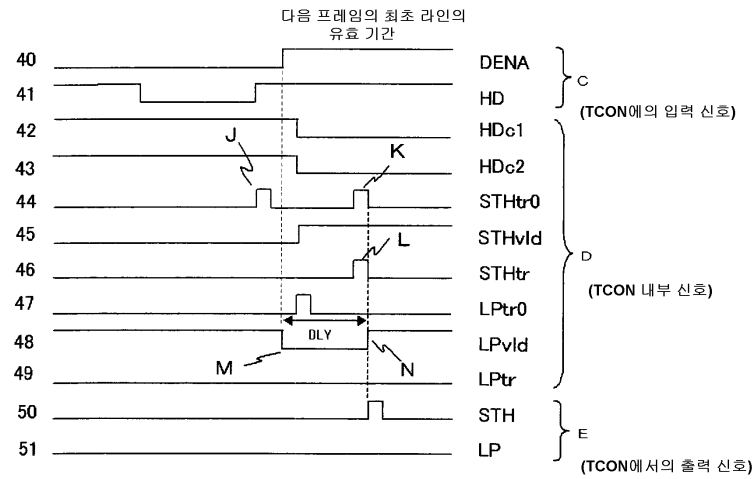 다음 프레임의 최초 라인의
유효 기간
40 DENA
41 HD
C
(TCON에의 입력 신호)
42 HDc1
J K
43 HDc2
44 STHtr0
45 STHvld
L
D
46 STHtr
(TCON 내부 신호)
47 LPtr0
DLY
48 LPvld
M N
49 LPtr
50 STH
E
51 LP
(TCON에서의 출력 신호)